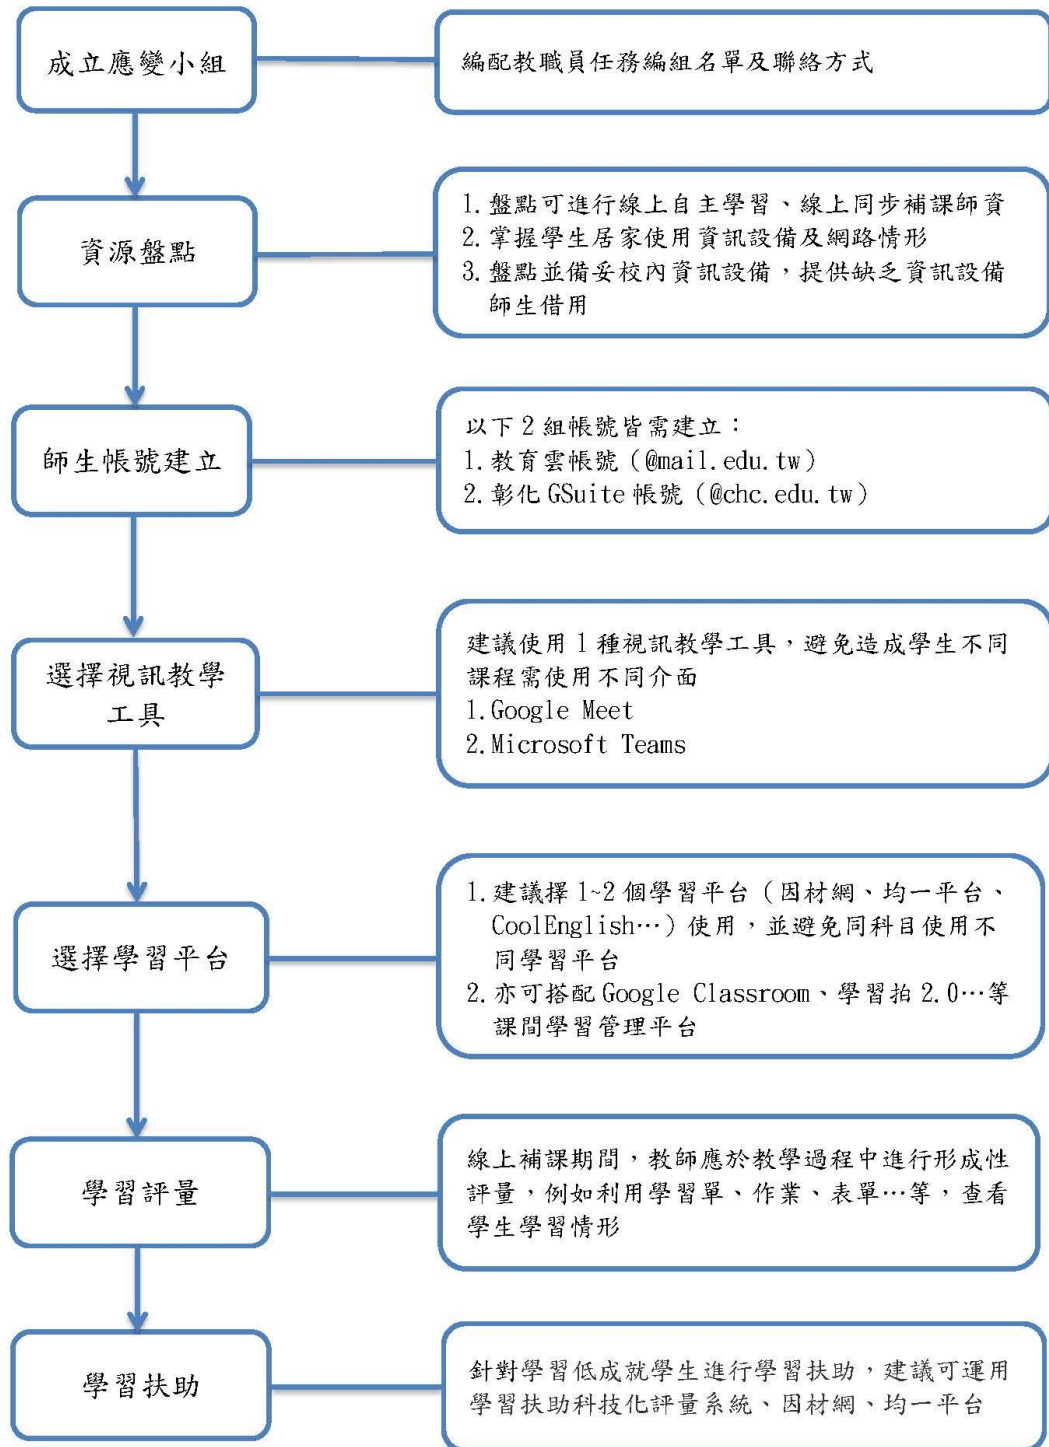 成立應變小組
編配教職員任務編組名單及聯絡方式
資源盤點
1. 盤點可進行線上自主學習、線上同步補課師資
2. 掌握學生居家使用資訊設備及網路情形
3. 盤點並備妥校內資訊設備，提供缺乏資訊設備
師生借用
師生帳號建立
以下 2 組帳號皆需建立：
1. 教育雲帳號（@mail.edu.tw）
2. 彰化 GSuite 帳號（@chc.edu.tw）
選擇視訊教學
工具
建議使用 1 種視訊教學工具，避免造成學生不同
課程需使用不同介面
1. Google Meet
2. Microsoft Teams
選擇學習平台
1. 建議擇 1~2 個學習平台（因材網、均一平台、
CoolEnglish…）使用，並避免同科目使用不
同學習平台
2. 亦可搭配 Google Classroom、學習拍 2.0…等
課間學習管理平台
學習評量
線上補課期間，教師應於教學過程中進行形成性
評量，例如利用學習單、作業、表單…等，查看
學生學習情形
學習扶助
針對學習低成就學生進行學習扶助，建議可運用
學習扶助科技化評量系統、因材網、均一平台